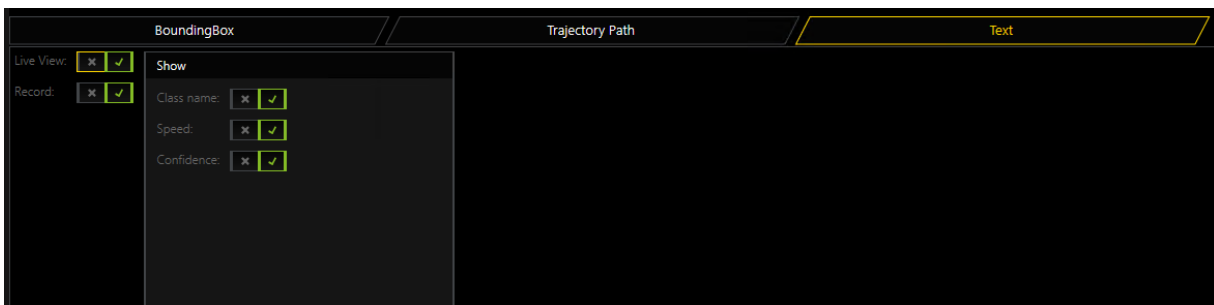 BoundingBox
Trajectory Path
Text
Live View:
Record:
Show
Class name:
Speed:
Confidence: